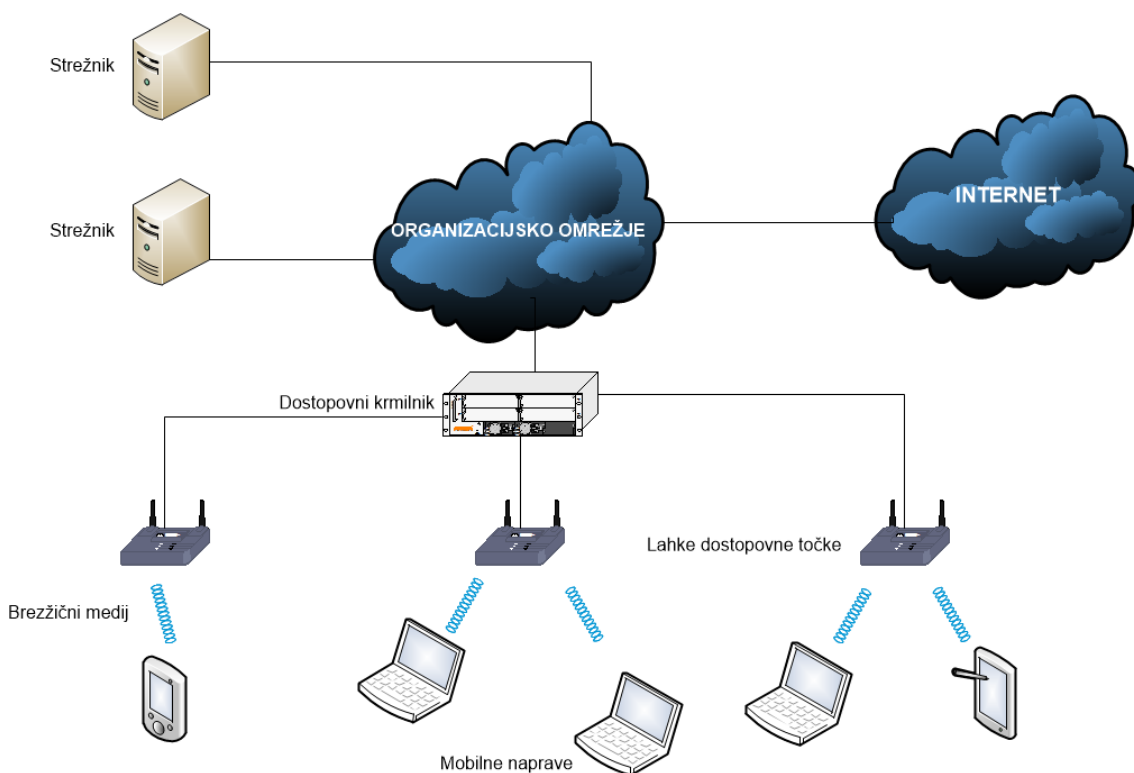 Strežnik
Strežnik
ORGANIZACIJSKO OMREŽJE
INTERNET
Dostopovni krmilnik
Lahke dostopovne točke
Brezžični medij
Mobilne naprave